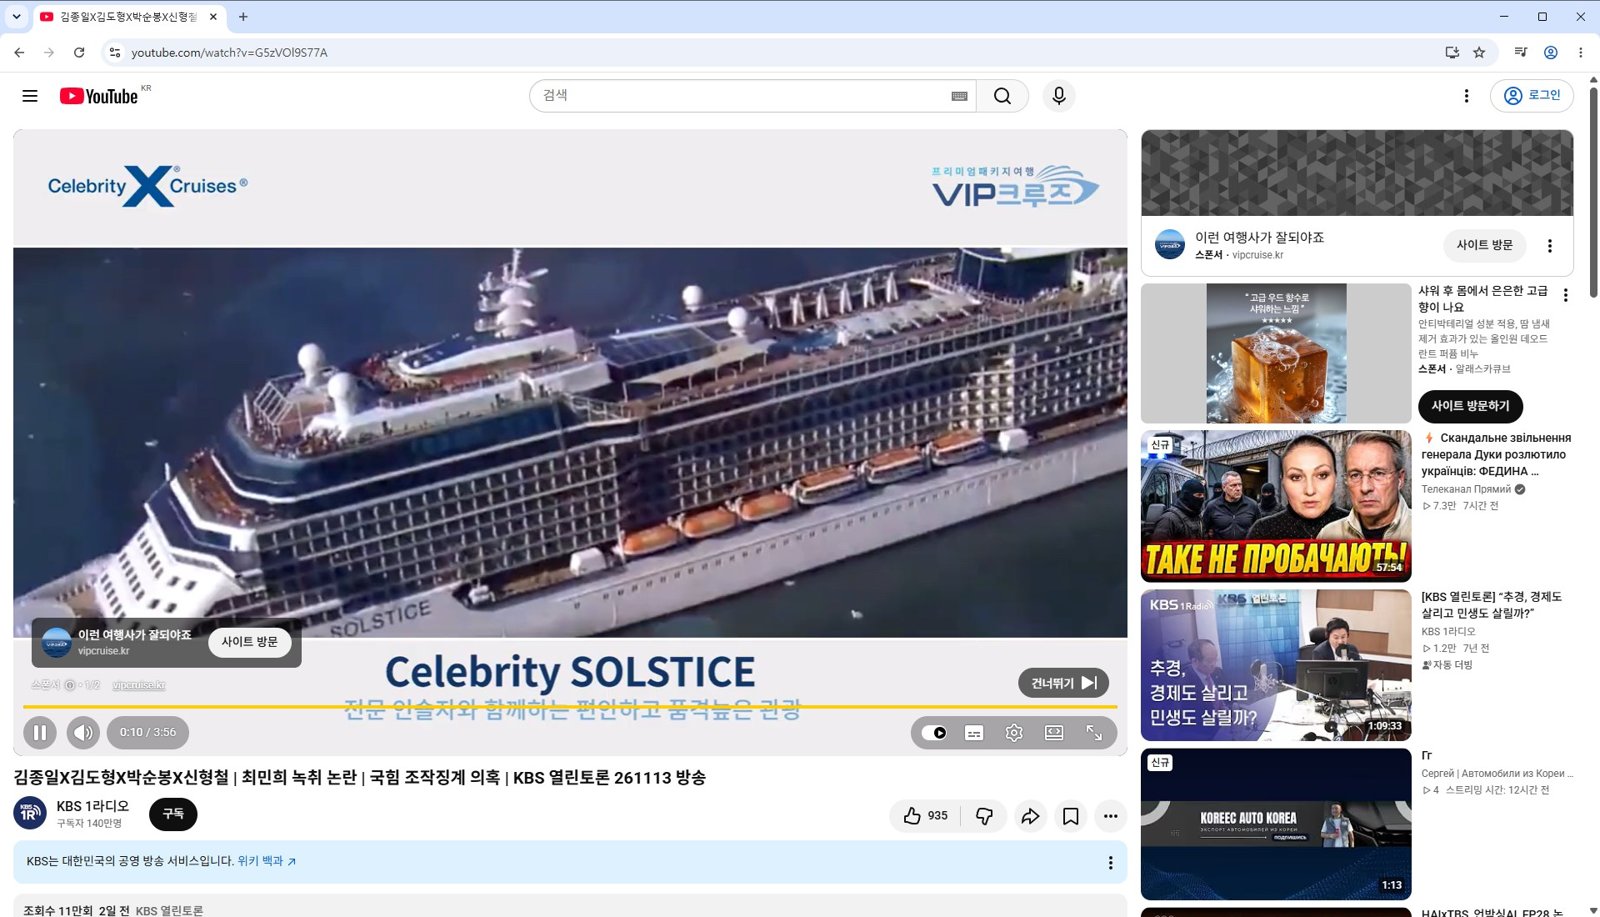 김종일X김도형X박순봉X신형철
youtube.com/watch?v=G5zVOl9S77A
YouTube KR
검색
로그인
Celebrity X Cruises®
프리미엄패키지여행
VIP크루즈
SOLSTICE
이런 여행사가 잘되야죠
vipcruise.kr
사이트 방문
스폰서 · 1/2 vipcruise.kr
Celebrity SOLSTICE
전문 인솔자와 함께하는 편안하고 품격높은 관광
건너뛰기
0:10 / 3:56
김종일X김도형X박순봉X신형철 | 최민희 녹취 논란 | 국힘 조작징계 의혹 | KBS 열린토론 261113 방송
KBS 1R
KBS 1라디오
구독자 140만명
구독
935
KBS는 대한민국의 공영 방송 서비스입니다. 위키 백과
조회수 11만회 2일 전 KBS 열린토론
이런 여행사가 잘되야죠
스폰서 · vipcruise.kr
사이트 방문
"고급 우드 향수로
샤워하는 느낌"
★★★★★
샤워 후 몸에서 은은한 고급
향이 나요
안티박테리얼 성분 적용, 땀 냄새
제거 효과가 있는 올인원 데오드
란트 퍼퓸 비누
스폰서 · 알래스카큐브
사이트 방문하기
신규
ТАКЕ НЕ ПРОБАЧАЮТЬ!
57:54
⚡ Скандальне звільнення
генерала Дуки розлютило
українців: ФЕДИНА ...
Телеканал Прямий
7.3만 7시간 전
KBS 1Radio
KBS 열린토론
추경,
경제도 살리고
민생도 살릴까?
1:09:33
[KBS 열린토론] “추경, 경제도
살리고 민생도 살릴까?”
KBS 1라디오
1.2만 7년 전
자동 더빙
신규
KOREEC AUTO KOREA
ЭКСПОРТ АВТОМОБИЛЕЙ ИЗ КОРЕИ
ПОДПИШИСЬ
1:13
Гг
Сергей | Автомобили из Кореи ...
4 스트리밍 시간: 12시간 전